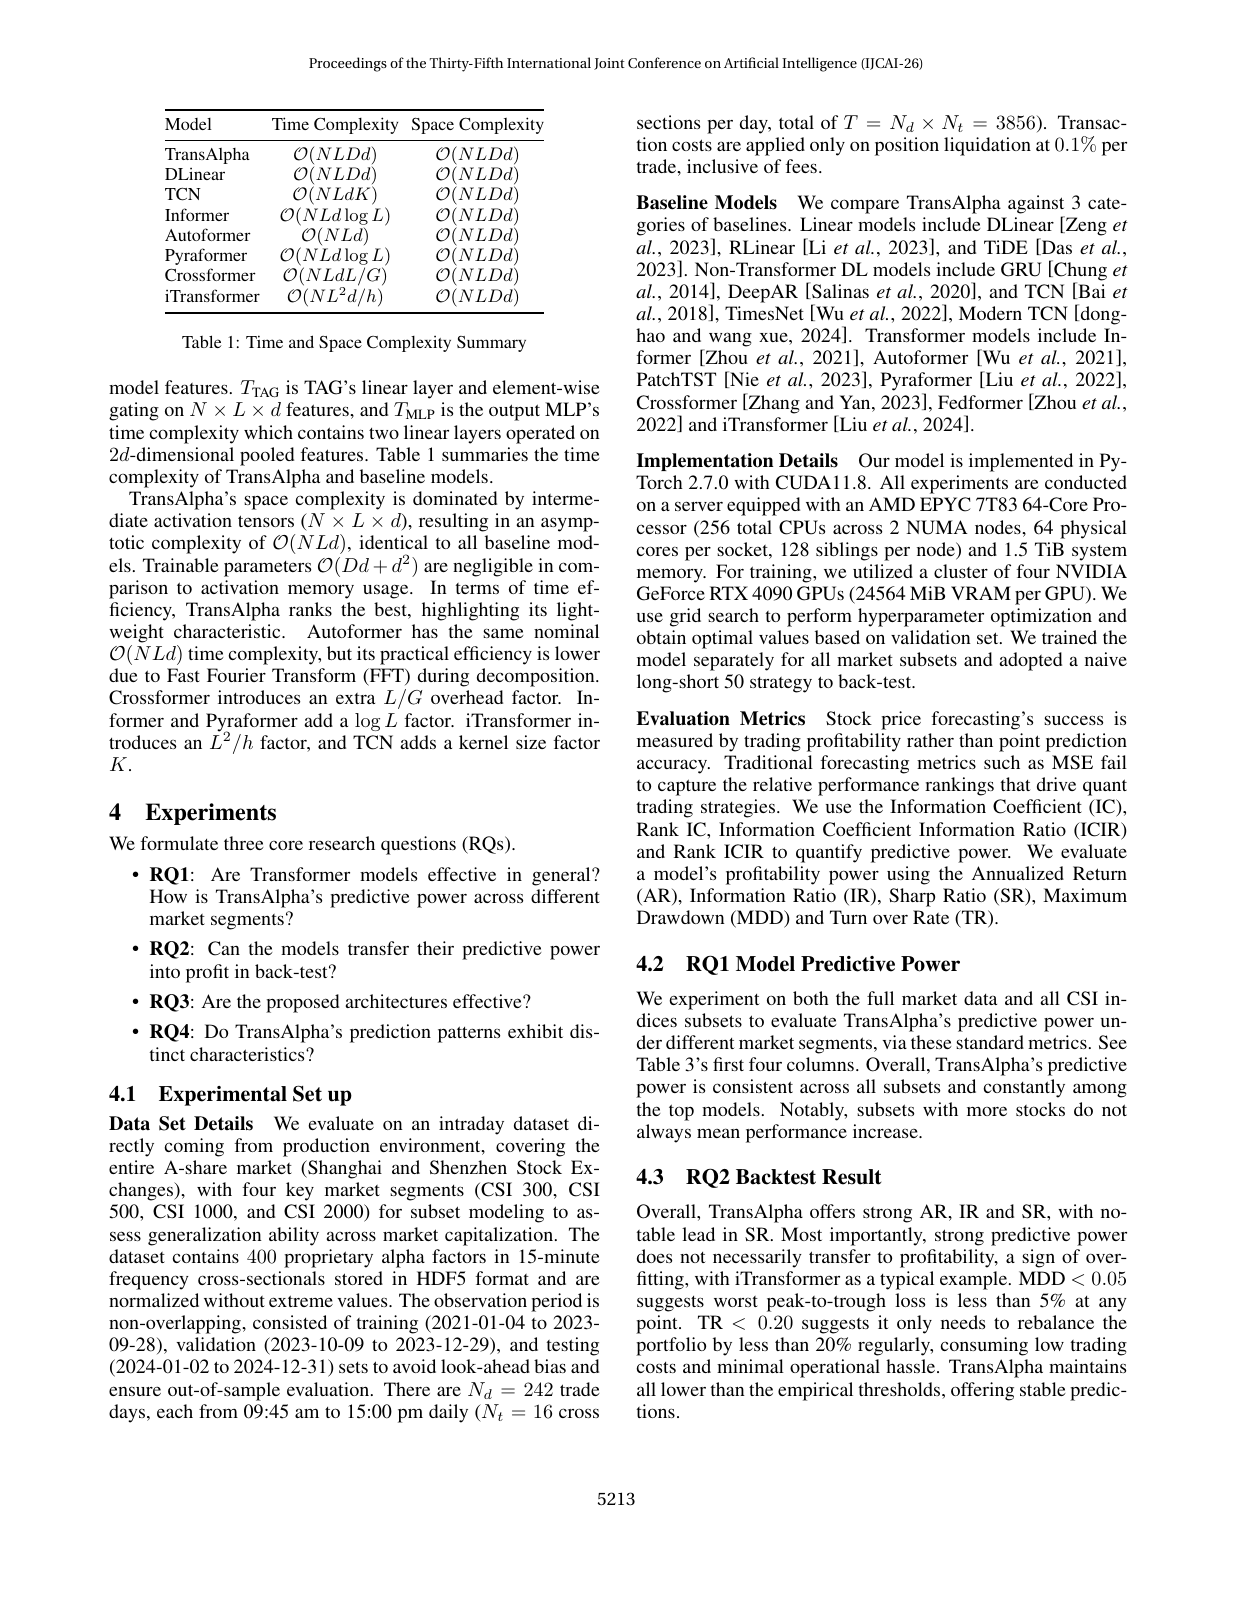 Proceedings of the Thirty-Fifth International Joint Conference on Artificial Intelligence (IJCAI-26)
Model Time Complexity Space Complexity
TransAlpha O(NLDd) O(NLDd)
DLinear O(NLDd) O(NLDd)
TCN O(NLdK) O(NLDd)
Informer O(NLd log L) O(NLDd)
Autoformer O(NLd) O(NLDd)
Pyraformer O(NLd log L) O(NLDd)
Crossformer O(NLdL/G) O(NLDd)
iTransformer O(NL²d/h) O(NLDd)
Table 1: Time and Space Complexity Summary
model features. T_TAG is TAG's linear layer and element-wise
gating on N × L × d features, and T_MLP is the output MLP's
time complexity which contains two linear layers operated on
2d-dimensional pooled features. Table 1 summaries the time
complexity of TransAlpha and baseline models.
TransAlpha's space complexity is dominated by interme-
diate activation tensors (N × L × d), resulting in an asymp-
totic complexity of O(NLd), identical to all baseline mod-
els. Trainable parameters O(Dd + d²) are negligible in com-
parison to activation memory usage. In terms of time ef-
ficiency, TransAlpha ranks the best, highlighting its light-
weight characteristic. Autoformer has the same nominal
O(NLd) time complexity, but its practical efficiency is lower
due to Fast Fourier Transform (FFT) during decomposition.
Crossformer introduces an extra L/G overhead factor. In-
former and Pyraformer add a log L factor. iTransformer in-
troduces an L²/h factor, and TCN adds a kernel size factor
K.
4 Experiments
We formulate three core research questions (RQs).
• RQ1: Are Transformer models effective in general?
How is TransAlpha's predictive power across different
market segments?
• RQ2: Can the models transfer their predictive power
into profit in back-test?
• RQ3: Are the proposed architectures effective?
• RQ4: Do TransAlpha's prediction patterns exhibit dis-
tinct characteristics?
4.1 Experimental Set up
Data Set Details We evaluate on an intraday dataset di-
rectly coming from production environment, covering the
entire A-share market (Shanghai and Shenzhen Stock Ex-
changes), with four key market segments (CSI 300, CSI
500, CSI 1000, and CSI 2000) for subset modeling to as-
sess generalization ability across market capitalization. The
dataset contains 400 proprietary alpha factors in 15-minute
frequency cross-sectionals stored in HDF5 format and are
normalized without extreme values. The observation period is
non-overlapping, consisted of training (2021-01-04 to 2023-
09-28), validation (2023-10-09 to 2023-12-29), and testing
(2024-01-02 to 2024-12-31) sets to avoid look-ahead bias and
ensure out-of-sample evaluation. There are N_d = 242 trade
days, each from 09:45 am to 15:00 pm daily (N_t = 16 cross
sections per day, total of T = N_d × N_t = 3856). Transac-
tion costs are applied only on position liquidation at 0.1% per
trade, inclusive of fees.
Baseline Models We compare TransAlpha against 3 cate-
gories of baselines. Linear models include DLinear [Zeng et
al., 2023], RLinear [Li et al., 2023], and TiDE [Das et al.,
2023]. Non-Transformer DL models include GRU [Chung et
al., 2014], DeepAR [Salinas et al., 2020], and TCN [Bai et
al., 2018], TimesNet [Wu et al., 2022], Modern TCN [dong-
hao and wang xue, 2024]. Transformer models include In-
former [Zhou et al., 2021], Autoformer [Wu et al., 2021],
PatchTST [Nie et al., 2023], Pyraformer [Liu et al., 2022],
Crossformer [Zhang and Yan, 2023], Fedformer [Zhou et al.,
2022] and iTransformer [Liu et al., 2024].
Implementation Details Our model is implemented in Py-
Torch 2.7.0 with CUDA11.8. All experiments are conducted
on a server equipped with an AMD EPYC 7T83 64-Core Pro-
cessor (256 total CPUs across 2 NUMA nodes, 64 physical
cores per socket, 128 siblings per node) and 1.5 TiB system
memory. For training, we utilized a cluster of four NVIDIA
GeForce RTX 4090 GPUs (24564 MiB VRAM per GPU). We
use grid search to perform hyperparameter optimization and
obtain optimal values based on validation set. We trained the
model separately for all market subsets and adopted a naive
long-short 50 strategy to back-test.
Evaluation Metrics Stock price forecasting's success is
measured by trading profitability rather than point prediction
accuracy. Traditional forecasting metrics such as MSE fail
to capture the relative performance rankings that drive quant
trading strategies. We use the Information Coefficient (IC),
Rank IC, Information Coefficient Information Ratio (ICIR)
and Rank ICIR to quantify predictive power. We evaluate
a model's profitability power using the Annualized Return
(AR), Information Ratio (IR), Sharp Ratio (SR), Maximum
Drawdown (MDD) and Turn over Rate (TR).
4.2 RQ1 Model Predictive Power
We experiment on both the full market data and all CSI in-
dices subsets to evaluate TransAlpha's predictive power un-
der different market segments, via these standard metrics. See
Table 3's first four columns. Overall, TransAlpha's predictive
power is consistent across all subsets and constantly among
the top models. Notably, subsets with more stocks do not
always mean performance increase.
4.3 RQ2 Backtest Result
Overall, TransAlpha offers strong AR, IR and SR, with no-
table lead in SR. Most importantly, strong predictive power
does not necessarily transfer to profitability, a sign of over-
fitting, with iTransformer as a typical example. MDD < 0.05
suggests worst peak-to-trough loss is less than 5% at any
point. TR < 0.20 suggests it only needs to rebalance the
portfolio by less than 20% regularly, consuming low trading
costs and minimal operational hassle. TransAlpha maintains
all lower than the empirical thresholds, offering stable predic-
tions.
5213